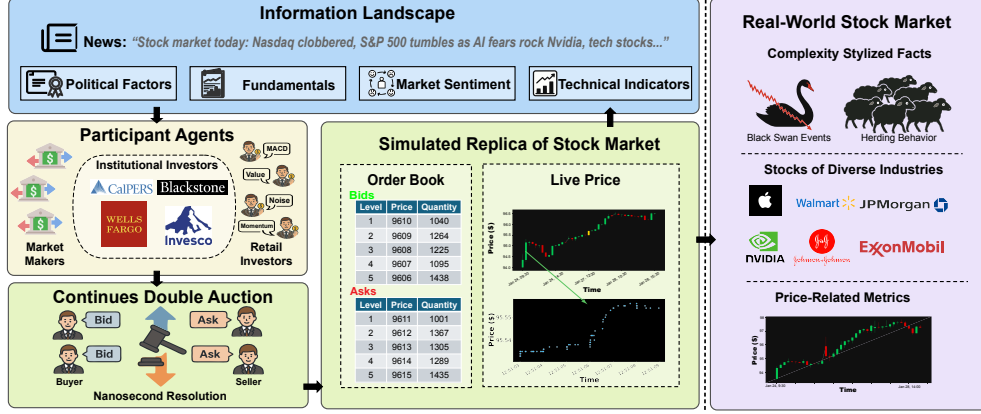 Information Landscape
News: “Stock market today: Nasdaq clobbered, S&P 500 tumbles as AI fears rock Nvidia, tech stocks...”
Political Factors
Fundamentals
Market Sentiment
Technical Indicators
Participant Agents
Institutional Investors
CalPERS
Blackstone
WELLS
FARGO
Invesco
MACD
Value
Noise
Momentum
Market
Makers
Retail
Investors
Continues Double Auction
Bid
Ask
Bid
Ask
Buyer
Seller
Nanosecond Resolution
Simulated Replica of Stock Market
Order Book
Bids
Level Price Quantity
1 9610 1040
2 9609 1264
3 9608 1225
4 9607 1095
5 9606 1438
Asks
Level Price Quantity
1 9611 1001
2 9612 1367
3 9613 1305
4 9614 1289
5 9615 1435
Live Price
Price ($)
Time
Price ($)
95.55
95.54
Time
Real-World Stock Market
Complexity Stylized Facts
Black Swan Events
Herding Behavior
Stocks of Diverse Industries
Walmart
JPMorgan
NVIDIA
Johnson+Johnson
ExxonMobil
Price-Related Metrics
Price ($)
Time